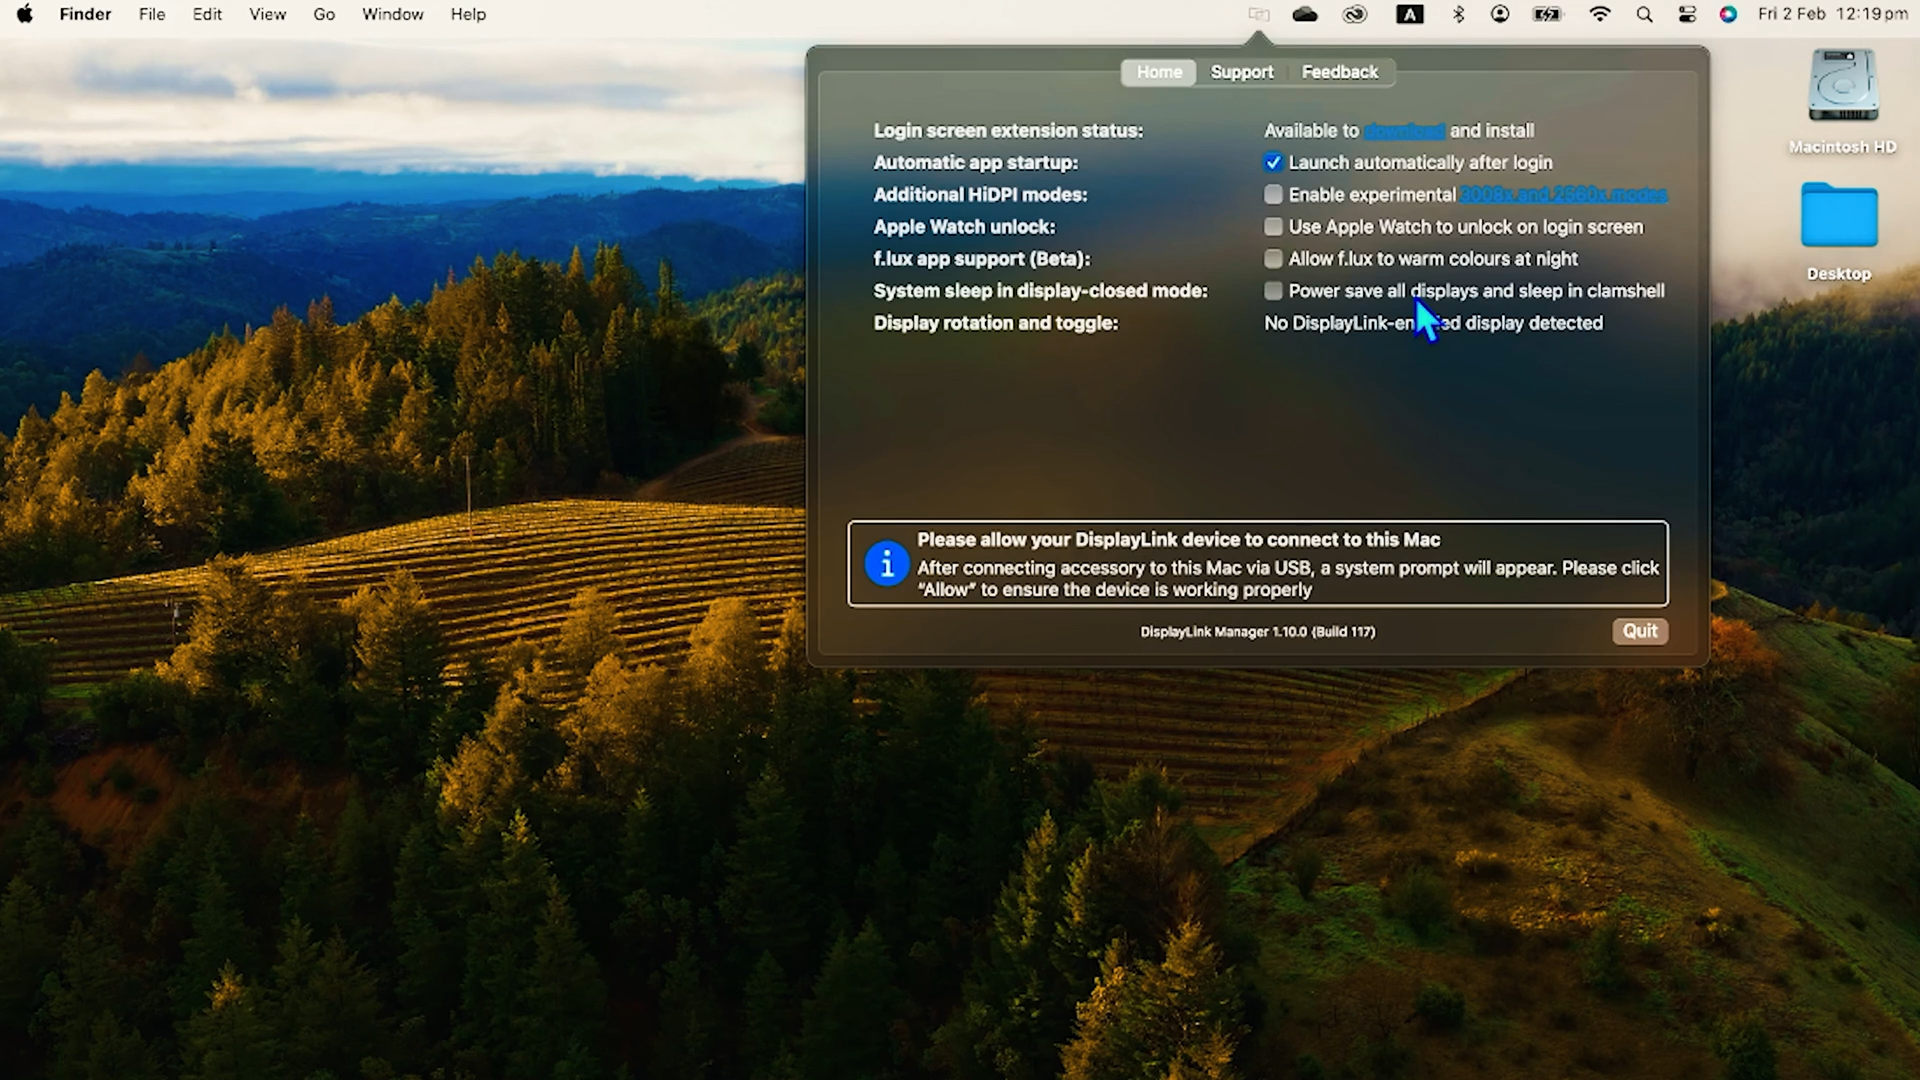 Finder File Edit View Go Window Help
A Fri 2 Feb 12:19 pm
Home Support Feedback
Login screen extension status: Available to download and install
Automatic app startup: Launch automatically after login
Additional HiDPI modes: Enable experimental 3008x and 2560x modes
Apple Watch unlock: Use Apple Watch to unlock on login screen
f.lux app support (Beta): Allow f.lux to warm colours at night
System sleep in display-closed mode: Power save all displays and sleep in clamshell
Display rotation and toggle: No DisplayLink-enabled display detected
Please allow your DisplayLink device to connect to this Mac
After connecting accessory to this Mac via USB, a system prompt will appear. Please click
“Allow” to ensure the device is working properly
DisplayLink Manager 1.10.0 (Build 117)
Quit
Macintosh HD
Desktop